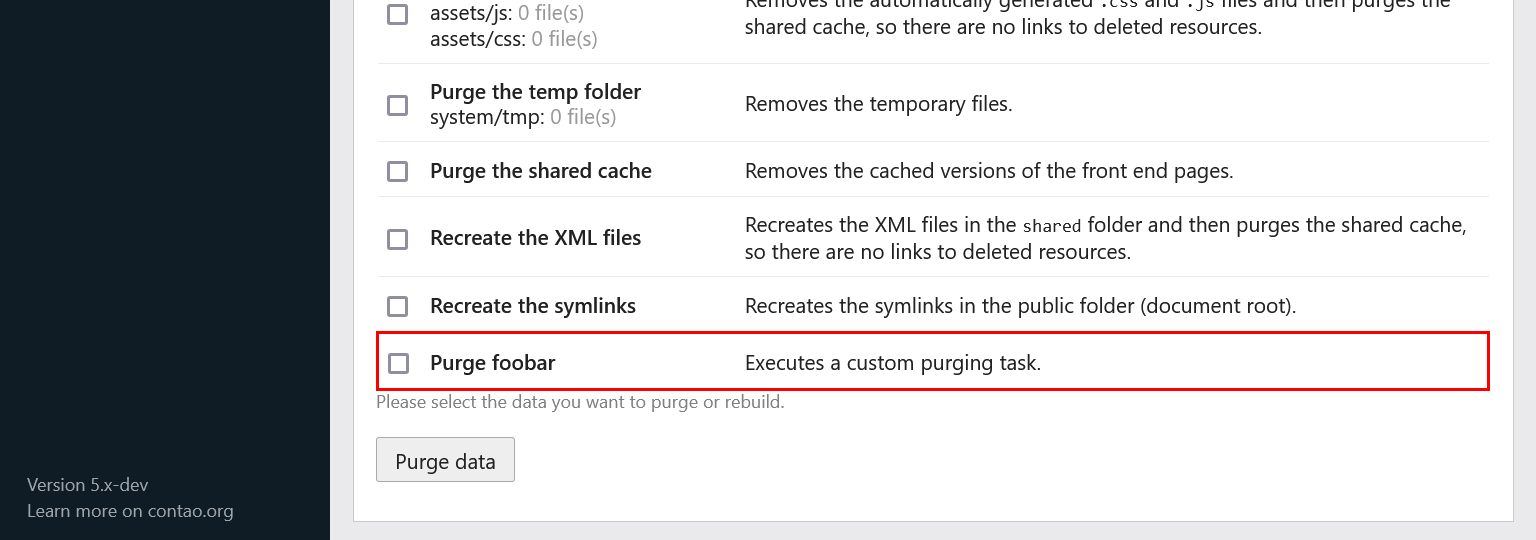 assets/js: 0 file(s)
Removes the automatically generated .css and .js files and then purges the
assets/css: 0 file(s)
shared cache, so there are no links to deleted resources.
Purge the temp folder
system/tmp: 0 file(s)
Removes the temporary files.
Purge the shared cache
Removes the cached versions of the front end pages.
Recreate the XML files
Recreates the XML files in the shared folder and then purges the shared cache,
so there are no links to deleted resources.
Recreate the symlinks
Recreates the symlinks in the public folder (document root).
Purge foobar
Executes a custom purging task.
Please select the data you want to purge or rebuild.
Purge data
Version 5.x-dev
Learn more on contao.org